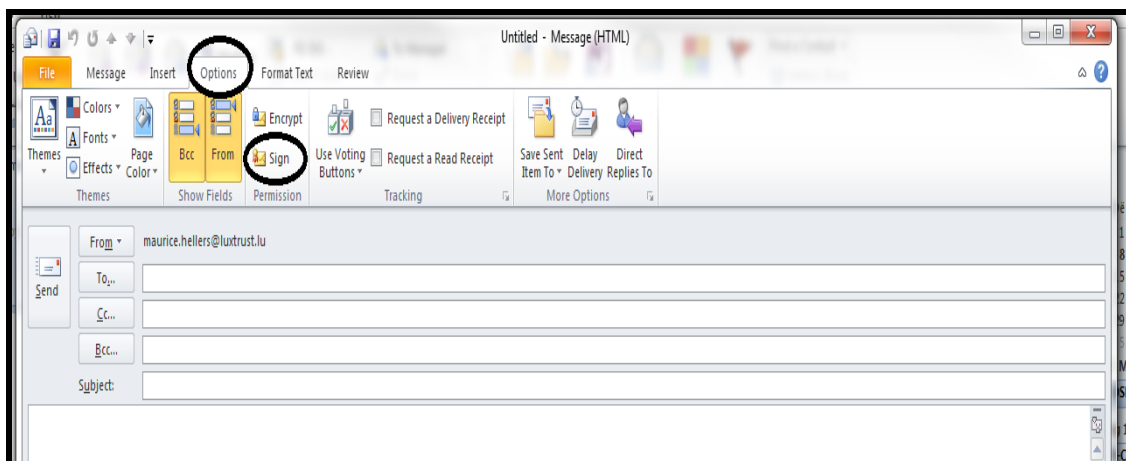 Untitled - Message (HTML)
File Message Insert Options Format Text Review
Themes
Colors
Fonts
Effects
Page Color
Themes
Bcc From
Show Fields
Encrypt
Sign
Permission
Use Voting Buttons
Request a Delivery Receipt
Request a Read Receipt
Tracking
Save Sent Item To
Delay Delivery
Direct Replies To
More Options
Send
From maurice.hellers@luxtrust.lu
To...
Cc...
Bcc...
Subject: